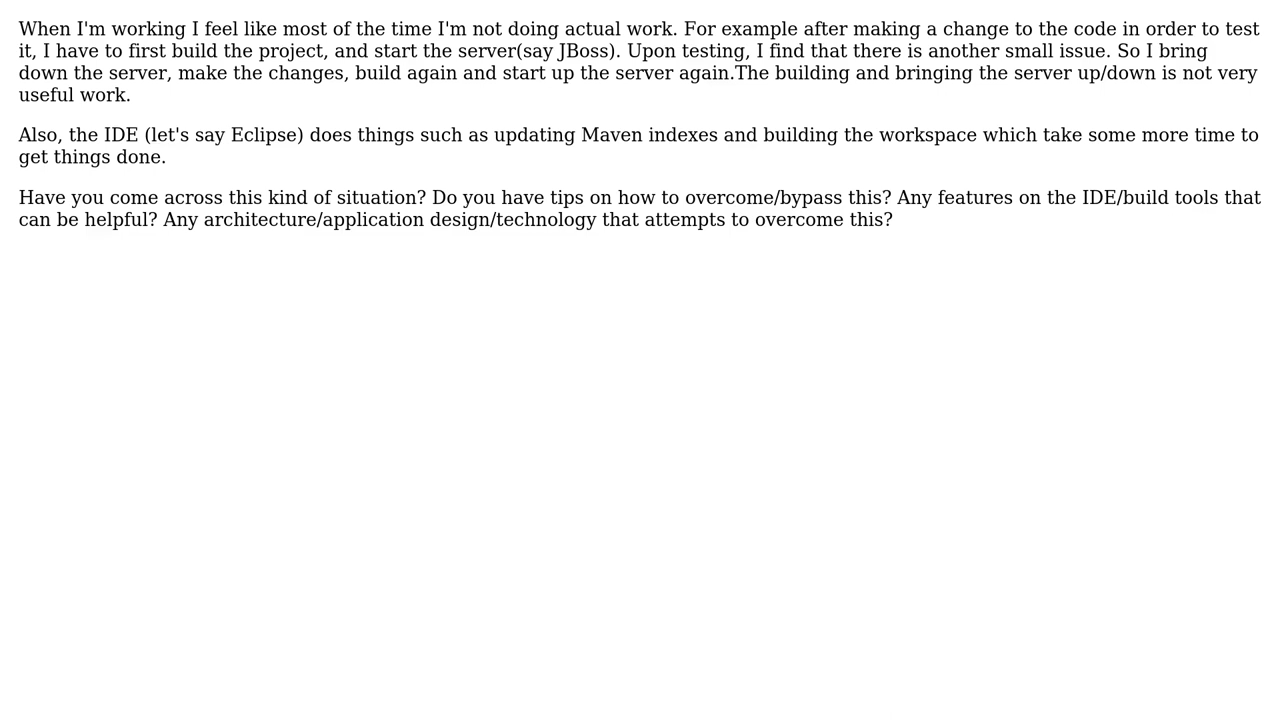 When I'm working I feel like most of the time I'm not doing actual work. For example after making a change to the code in order to test
it, I have to first build the project, and start the server(say JBoss). Upon testing, I find that there is another small issue. So I bring
down the server, make the changes, build again and start up the server again.The building and bringing the server up/down is not very
useful work.
Also, the IDE (let's say Eclipse) does things such as updating Maven indexes and building the workspace which take some more time to
get things done.
Have you come across this kind of situation? Do you have tips on how to overcome/bypass this? Any features on the IDE/build tools that
can be helpful? Any architecture/application design/technology that attempts to overcome this?